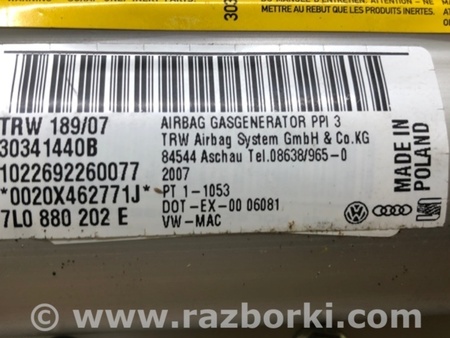 METTRE AU REBUT QUE LES PRODUITS
TRW 189/07
30341440B
1022692260077
*0020X462771J*
7L0 880 202 E
AIRBAG GASGENERATOR PPI 3
TRW Airbag System GmbH & Co.KG
84544 Aschau Tel.08638/965-0
2007
PT 1-1053
DOT-EX-00 06081
VW-MAC
MADE IN
POLAND
© www.razborki.com